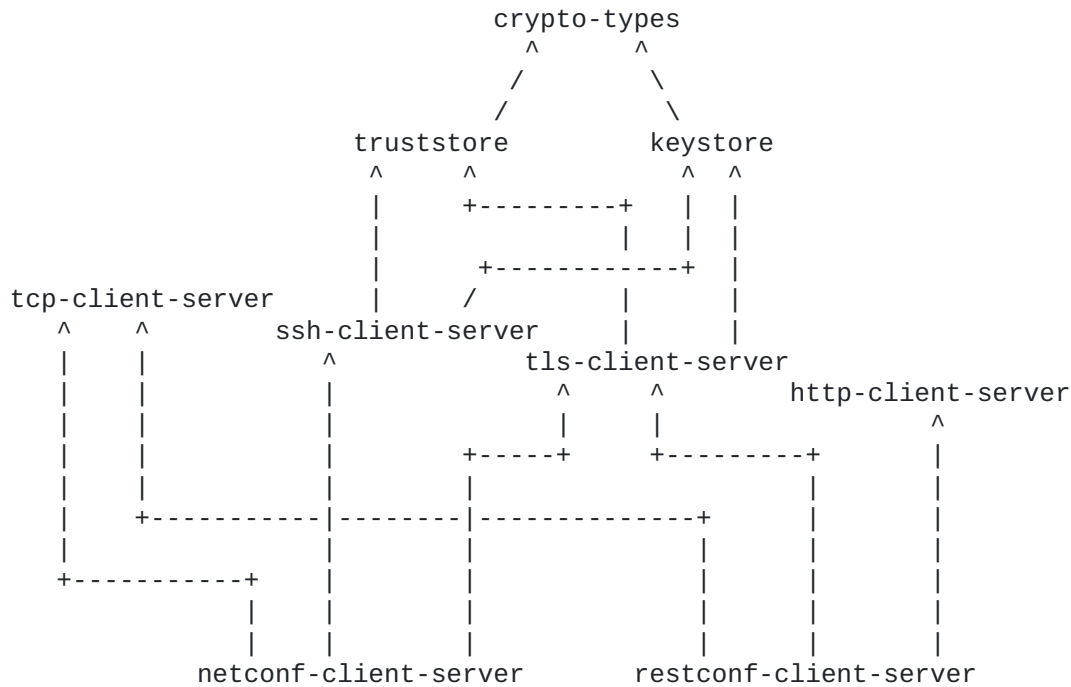 crypto-types
truststore keystore
tcp-client-server
ssh-client-server
tls-client-server
http-client-server
netconf-client-server restconf-client-server